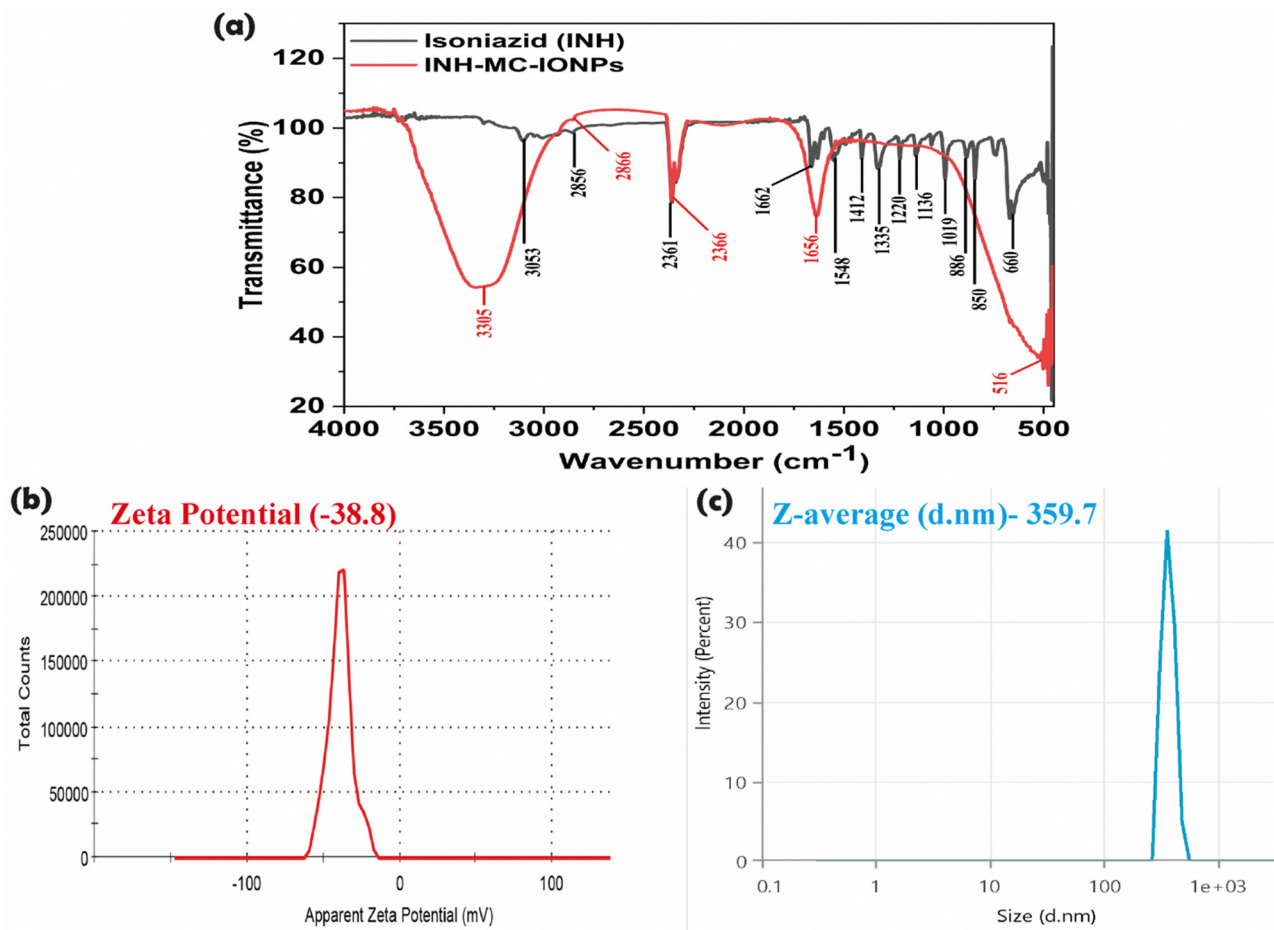 (a)
Isoniazid (INH)
INH-MC-IONPs
120
100
80
60
40
20
Transmittance (%)
3305
3053
2856
2866
2361
2366
1662
1656
1548
1412
1335
1220
1136
1019
886
850
660
516
4000 3500 3000 2500 2000 1500 1000 500
Wavenumber (cm⁻¹)
(b)
Zeta Potential (-38.8)
250000
200000
150000
100000
50000
0
Total Counts
-100 0 100
Apparent Zeta Potential (mV)
(c)
Z-average (d.nm)- 359.7
40
30
20
10
0
Intensity (Percent)
0.1 1 10 100 1e+03
Size (d.nm)